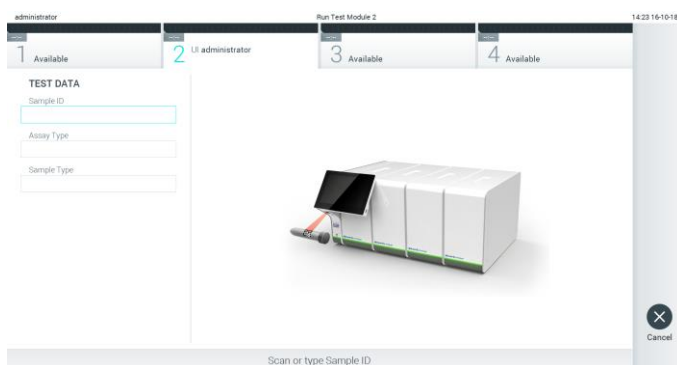 administrator Run Test Module 2 14:23 16-10-18
1 Available 2 UI administrator 3 Available 4 Available
TEST DATA
Sample ID
Assay Type
Sample Type
Cancel
Scan or type Sample ID